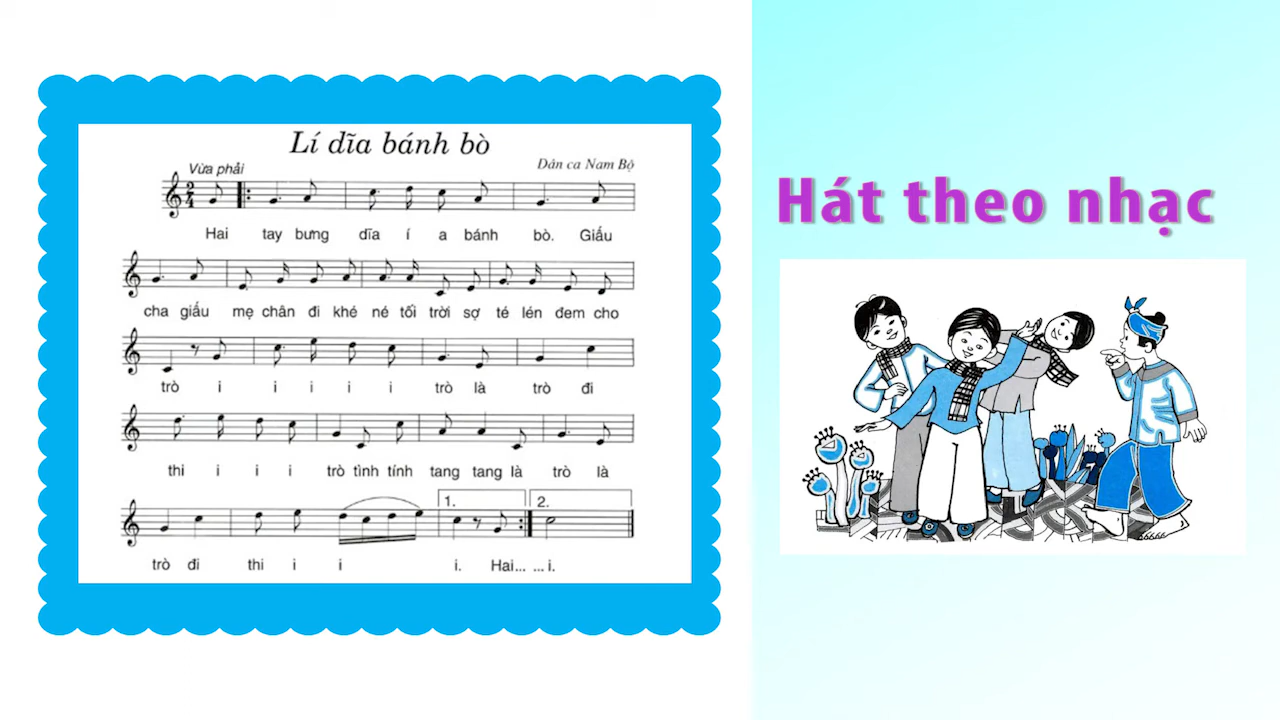 Lí dĩa bánh bò
Vừa phải
Dân ca Nam Bộ
Hai tay bưng dĩa í a bánh bò. Giấu
cha giấu mẹ chân đi khé né tối trời sợ té lén đem cho
trò i i i i i trò là trò đi
thi i i i trò tình tính tang tang là trò là
1. 2.
trò đi thi i i i. Hai... ... i.
Hát theo nhạc